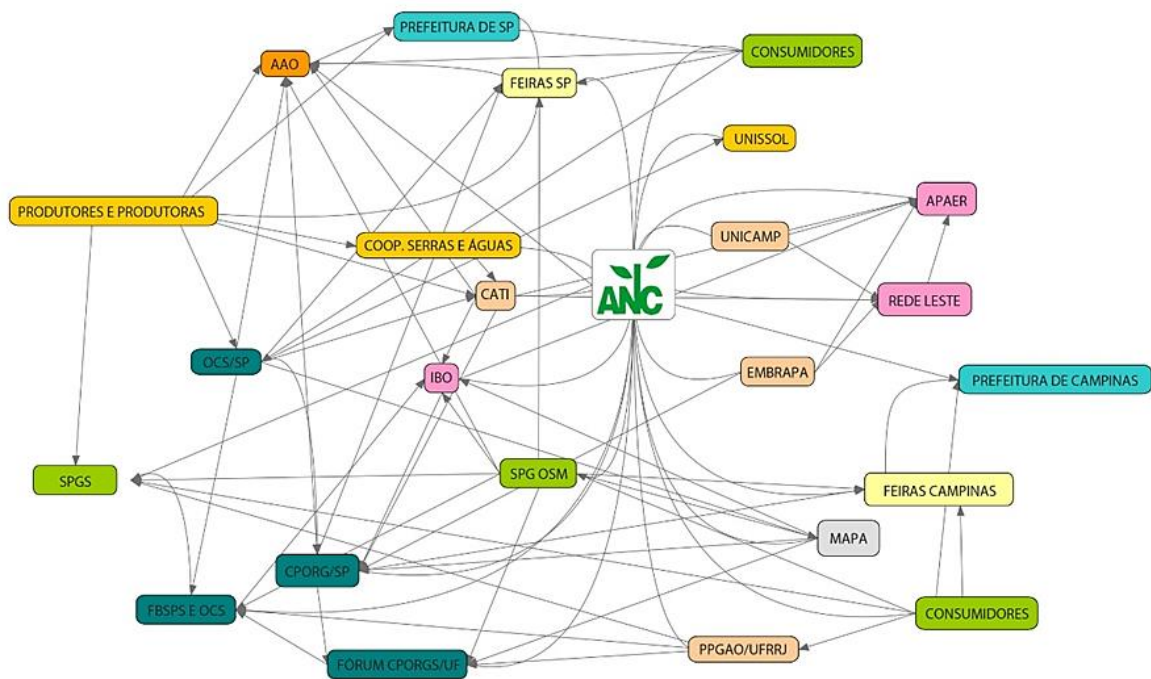 PREFEITURA DE SP
CONSUMIDORES
AAO
FEIRAS SP
UNISSOL
PRODUTORES E PRODUTORAS
APAER
UNICAMP
COOP. SERRAS E ÁGUAS
ANC
CATI
REDE LESTE
OCS/SP
IBO
EMBRAPA
PREFEITURA DE CAMPINAS
SPGS
SPG OSM
FEIRAS CAMPINAS
MAPA
CPORG/SP
FBSPS E OCS
CONSUMIDORES
PPGAO/UFRRJ
FÓRUM CPORGS/UF